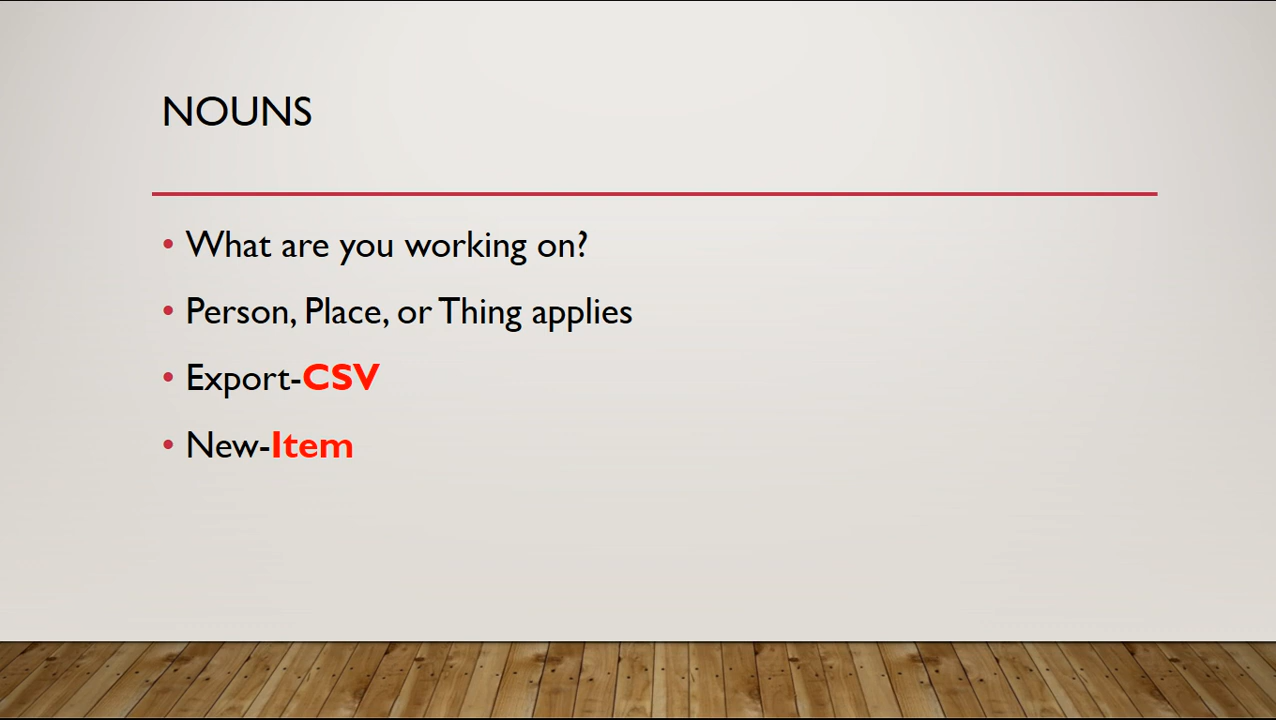 NOUNS
• What are you working on?
• Person, Place, or Thing applies
• Export-CSV
• New-Item